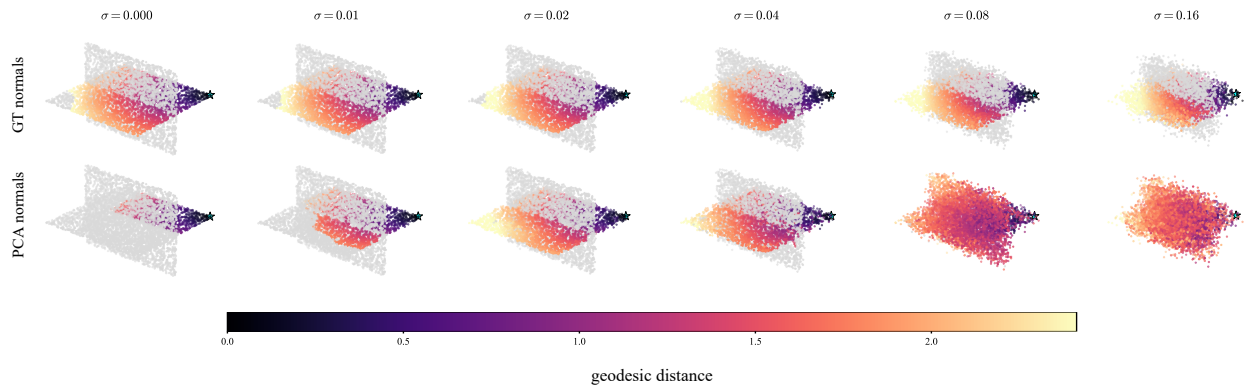 σ = 0.000 σ = 0.01 σ = 0.02 σ = 0.04 σ = 0.08 σ = 0.16
GT normals
PCA normals
0.0 0.5 1.0 1.5 2.0
geodesic distance